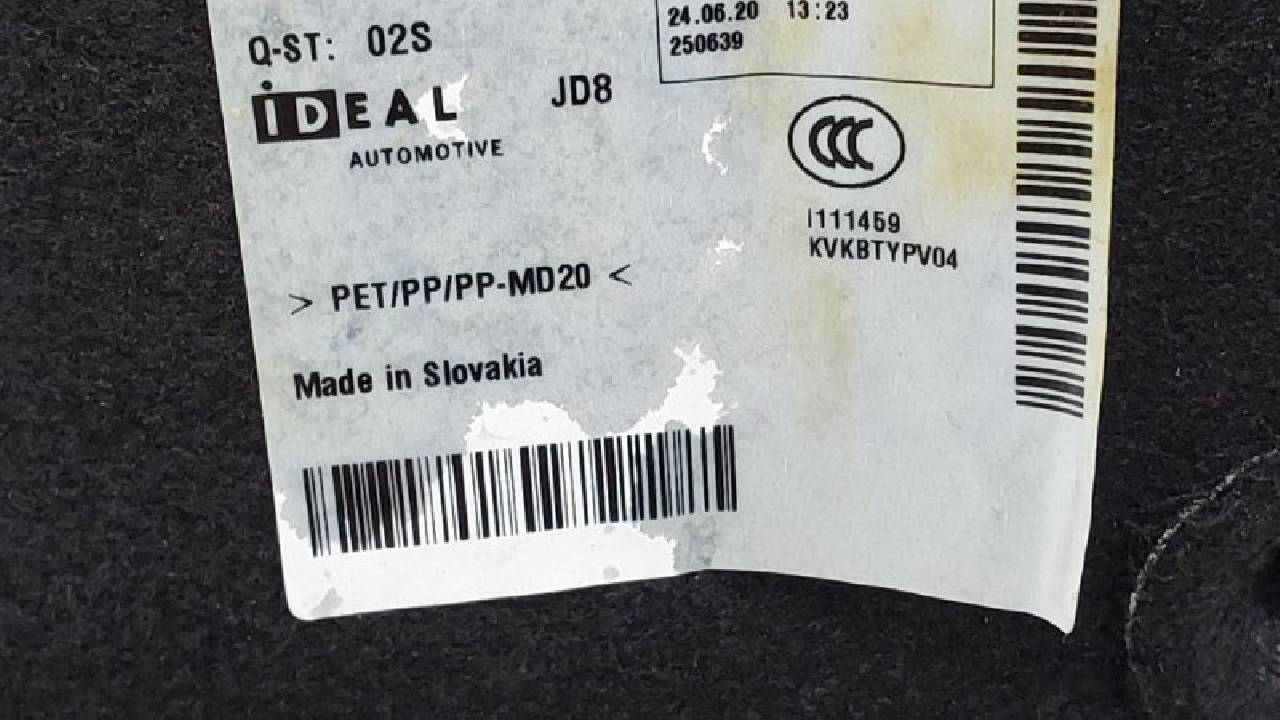 24.06.20 13:23
250639
Q-ST: 02S
iDEAL JD8
AUTOMOTIVE
CCC
I111459
KVKBTYPV04
> PET/PP/PP-MD20 <
Made in Slovakia